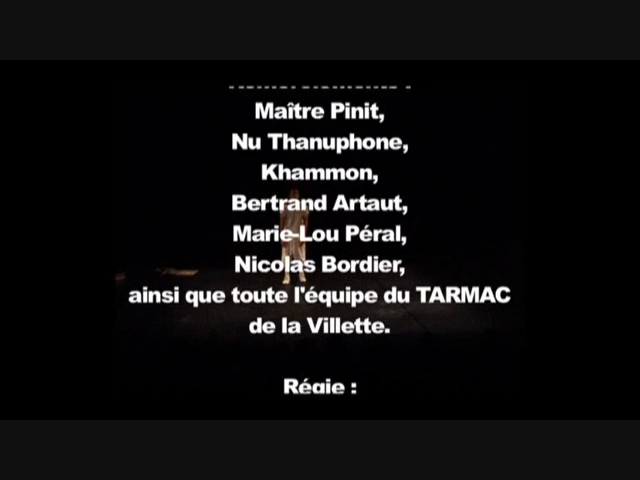 Maître Pinit,
Nu Thanuphone,
Khammon,
Bertrand Artaut,
Marie-Lou Péral,
Nicolas Bordier,
ainsi que toute l'équipe du TARMAC
de la Villette.
Régie :